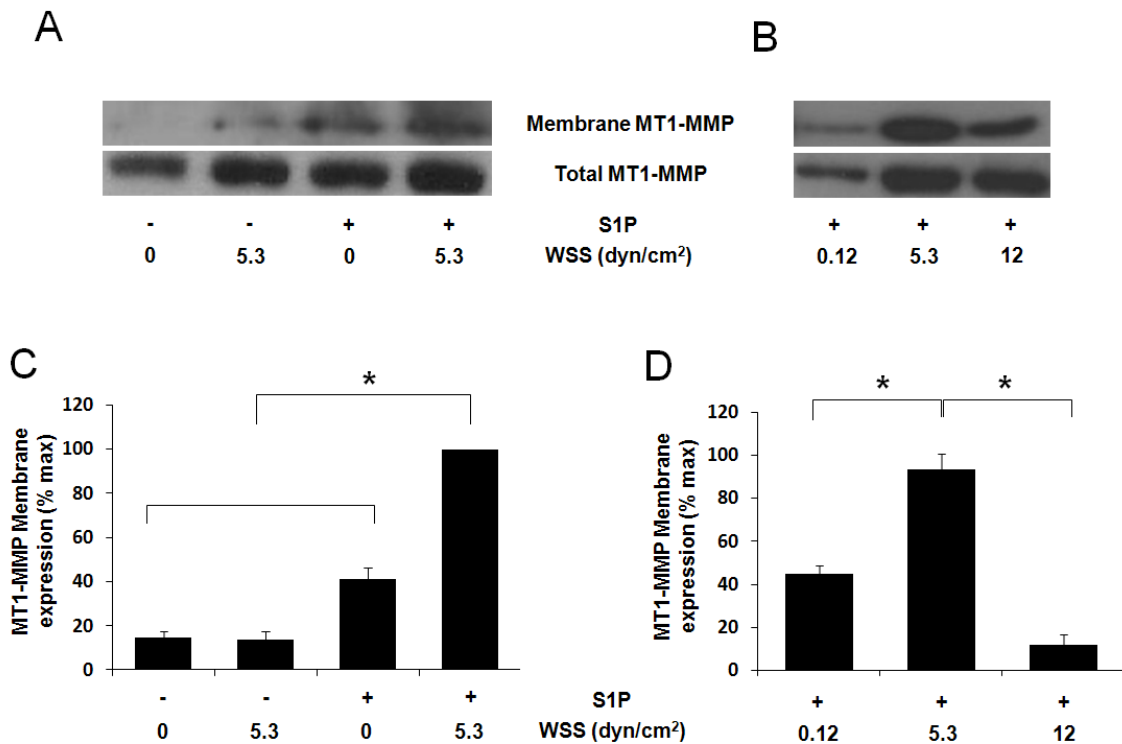 A
B
Membrane MT1-MMP
Total MT1-MMP
- - + + S1P + + +
0 5.3 0 5.3 WSS (dyn/cm²) 0.12 5.3 12
C
MT1-MMP Membrane
expression (% max)
120
100
80
60
40
20
0
*
- - + + S1P
0 5.3 0 5.3 WSS (dyn/cm²)
D
MT1-MMP Membrane
expression (% max)
120
100
80
60
40
20
0
* *
+ + +
0.12 5.3 12